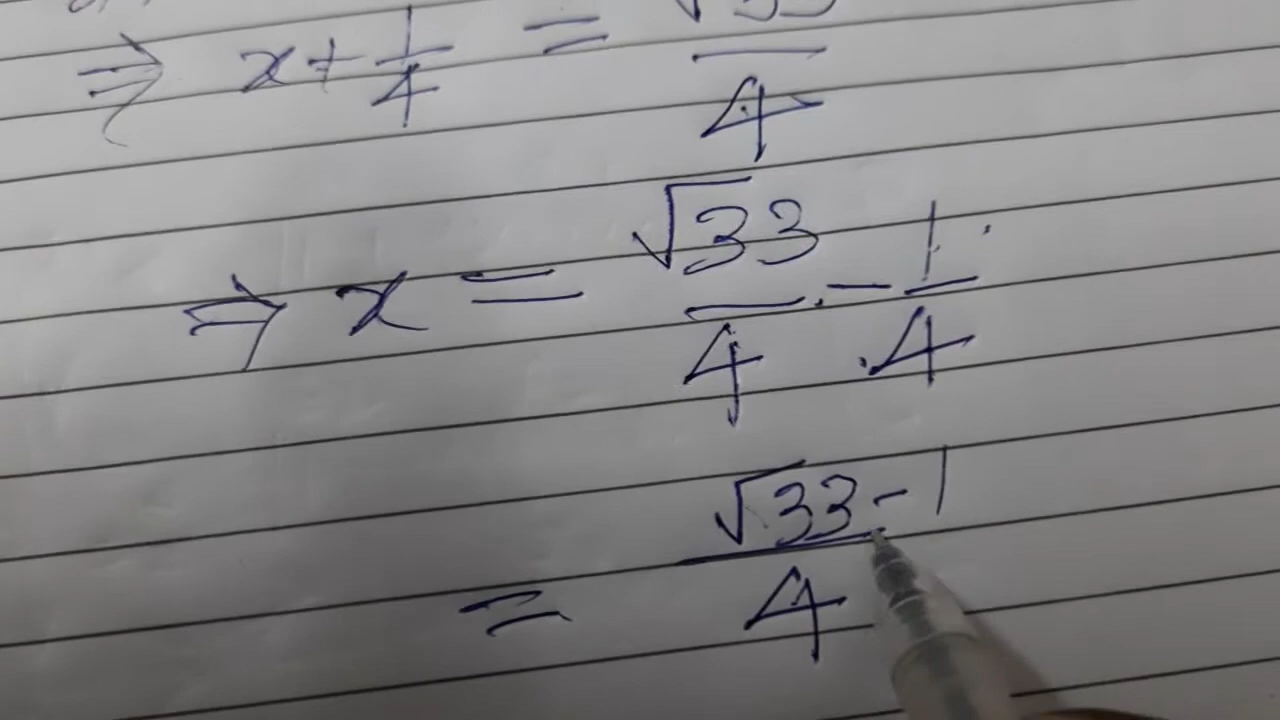 ⇒ x + 1/4 = √33/4
⇒ x = √33/4 - 1/4
= √33 - 1/4